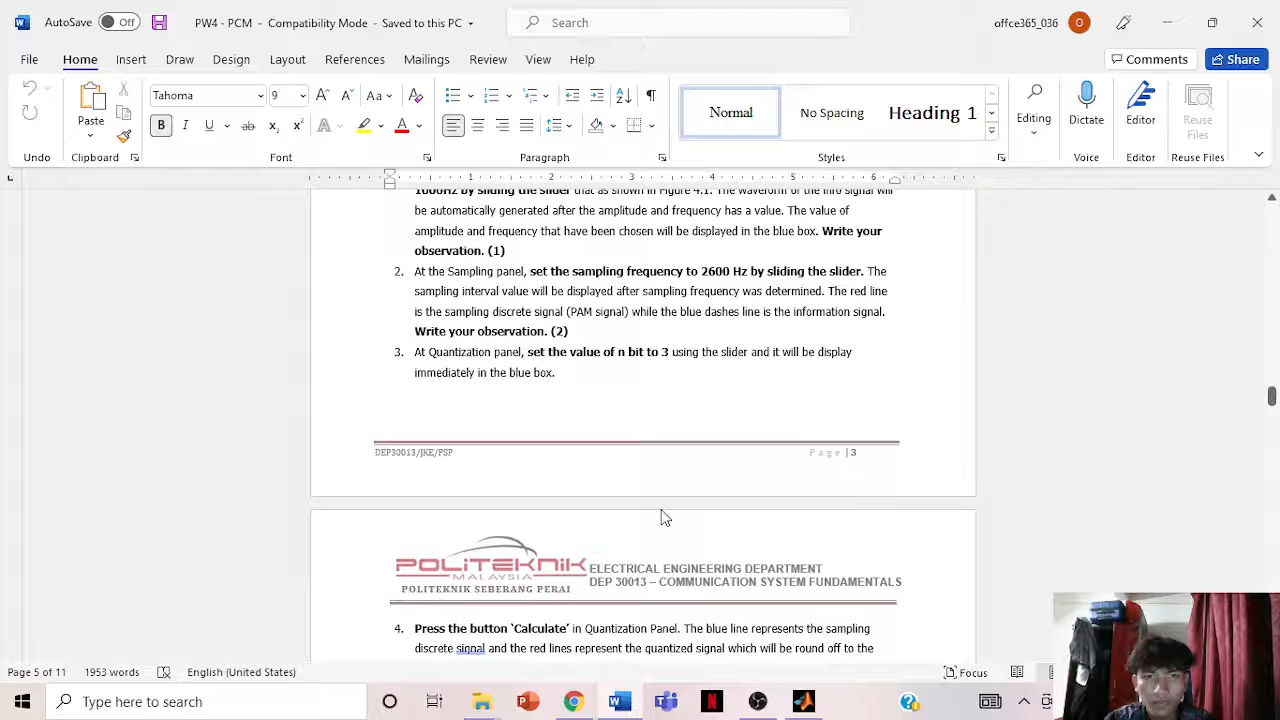 AutoSave Off PW4 - PCM - Compatibility Mode - Saved to this PC Search offce365_036 O
File Home Insert Draw Design Layout References Mailings Review View Help Comments Share
Tahoma 9 Aa Normal No Spacing Heading 1
Paste Editing Dictate Editor Reuse Files
B I U ab x2 x2 A A
Undo Clipboard Font Paragraph Styles Voice Editor Reuse Files
1 2 3 4 5 6
1000Hz by sliding the slider that as shown in Figure 4.1. The waveform of the info signal will
be automatically generated after the amplitude and frequency has a value. The value of
amplitude and frequency that have been chosen will be displayed in the blue box. Write your
observation. (1)
2. At the Sampling panel, set the sampling frequency to 2600 Hz by sliding the slider. The
sampling interval value will be displayed after sampling frequency was determined. The red line
is the sampling discrete signal (PAM signal) while the blue dashes line is the information signal.
Write your observation. (2)
3. At Quantization panel, set the value of n bit to 3 using the slider and it will be display
immediately in the blue box.
DEP30013/JKE/PSP Page | 3
POLITEKNIK
MALAYSIA
POLITEKNIK SEBERANG PERAI
ELECTRICAL ENGINEERING DEPARTMENT
DEP 30013 – COMMUNICATION SYSTEM FUNDAMENTALS
4. Press the button ‘Calculate’ in Quantization Panel. The blue line represents the sampling
discrete signal and the red lines represent the quantized signal which will be round off to the
Page 5 of 11 1953 words English (United States) Focus
Type here to search